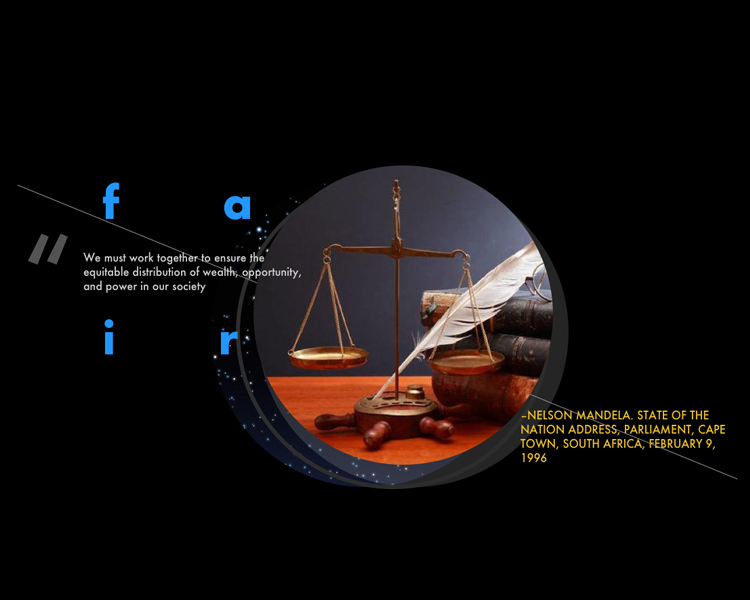 f a
We must work together to ensure the
equitable distribution of wealth, opportunity,
and power in our society
i r
–NELSON MANDELA. STATE OF THE
NATION ADDRESS, PARLIAMENT, CAPE
TOWN, SOUTH AFRICA, FEBRUARY 9,
1996